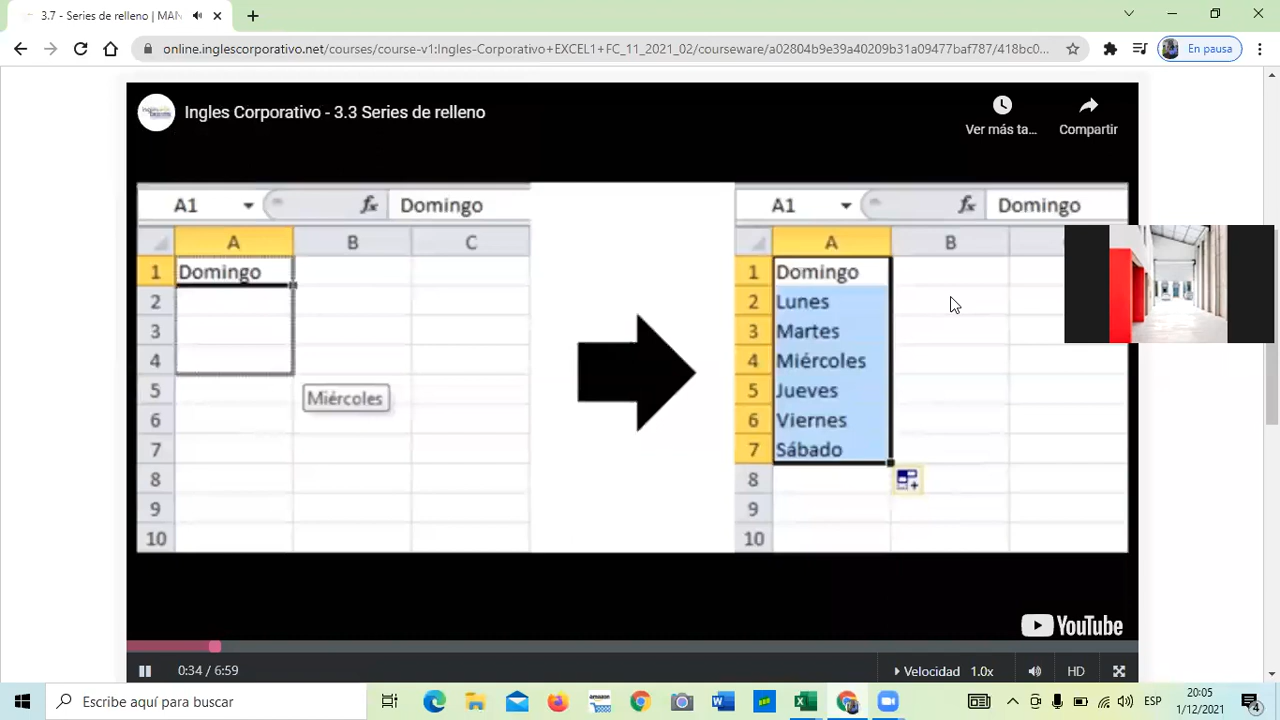 3.7 - Series de relleno | MAN
online.inglescorporativo.net/courses/course-v1:Ingles-Corporativo+EXCEL1+FC_11_2021_02/courseware/a02804b9e39a40209b31a09477baf787/418bc0...
En pausa
Ingles Corporativo - 3.3 Series de relleno
Ver más ta...
Compartir
A1 fx Domingo
A B C
1 Domingo
2
3
4
5
6
7
8
9
10
Miércoles
A1 fx Domingo
A B
1 Domingo
2 Lunes
3 Martes
4 Miércoles
5 Jueves
6 Viernes
7 Sábado
8
9
10
YouTube
0:34 / 6:59
Velocidad 1.0x
HD
Escribe aquí para buscar
amazon
ESP
20:05
1/12/2021
4